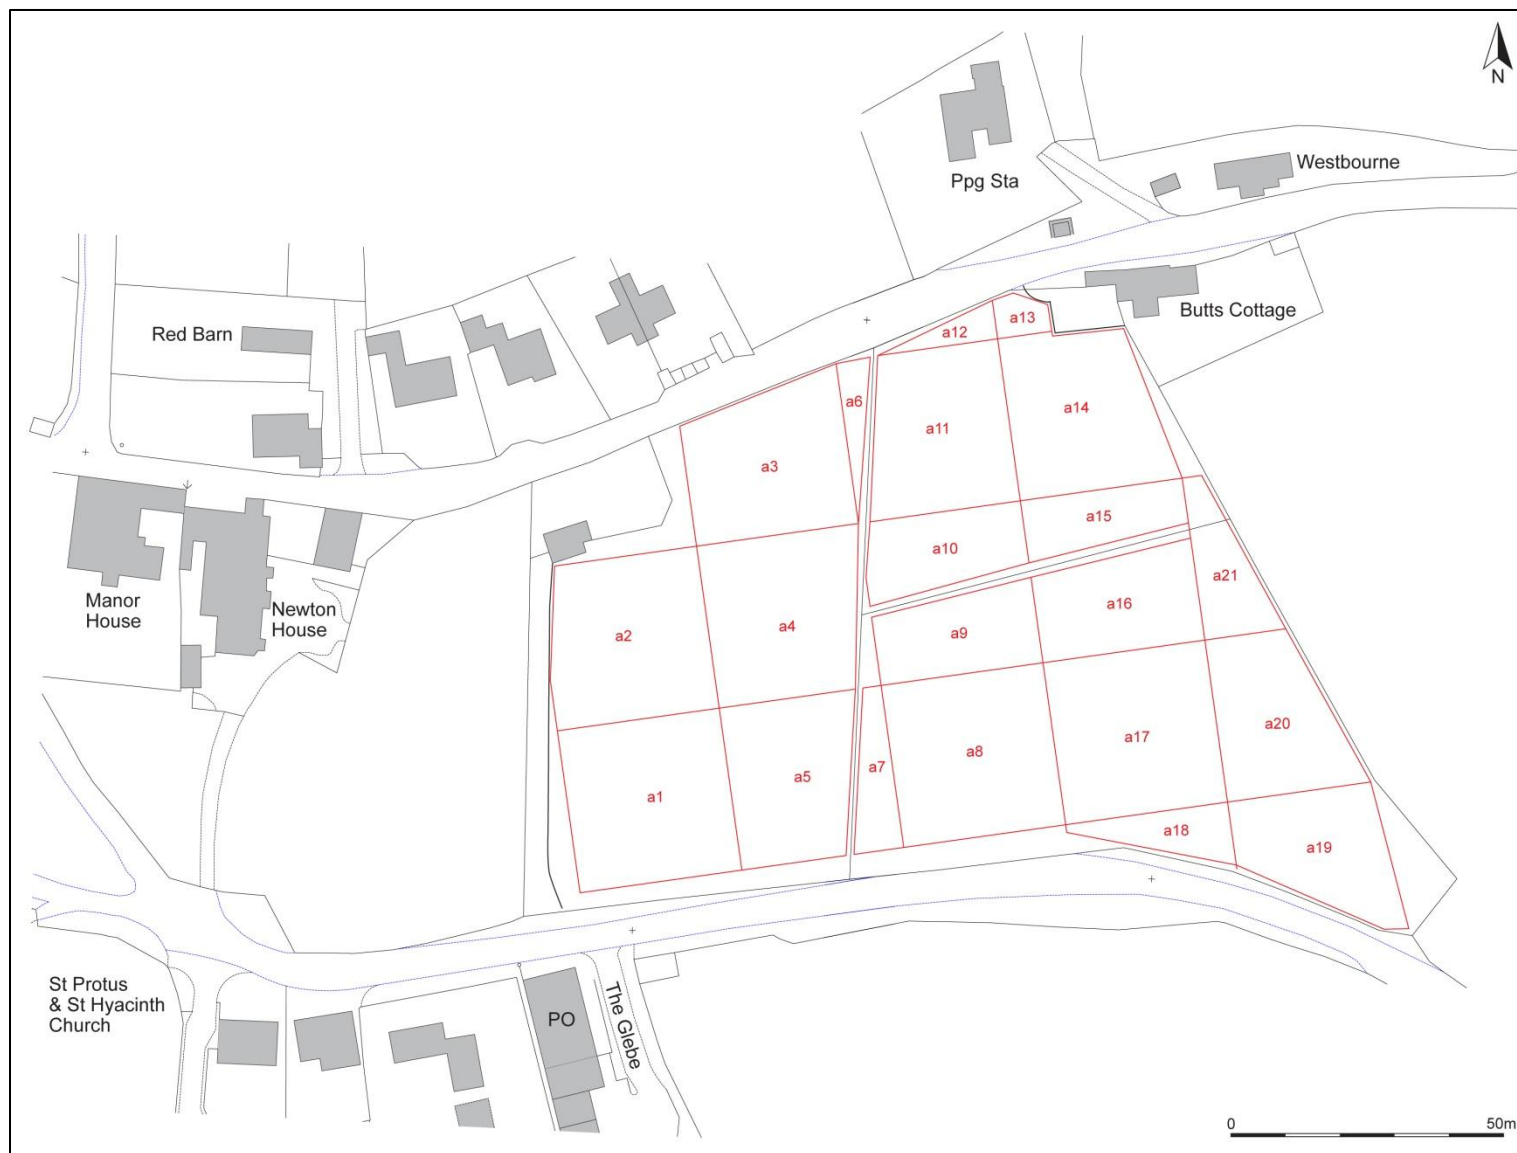 N
Westbourne
Ppg Sta
Butts Cottage
Red Barn
a12
a13
a6
a14
a11
a3
a15
a10
a21
a16
a9
a2
a4
Manor
House
Newton
House
a20
a17
a8
a7
a5
a1
a18
a19
St Protus
& St Hyacinth
Church
PO
The Glebe
0
50m